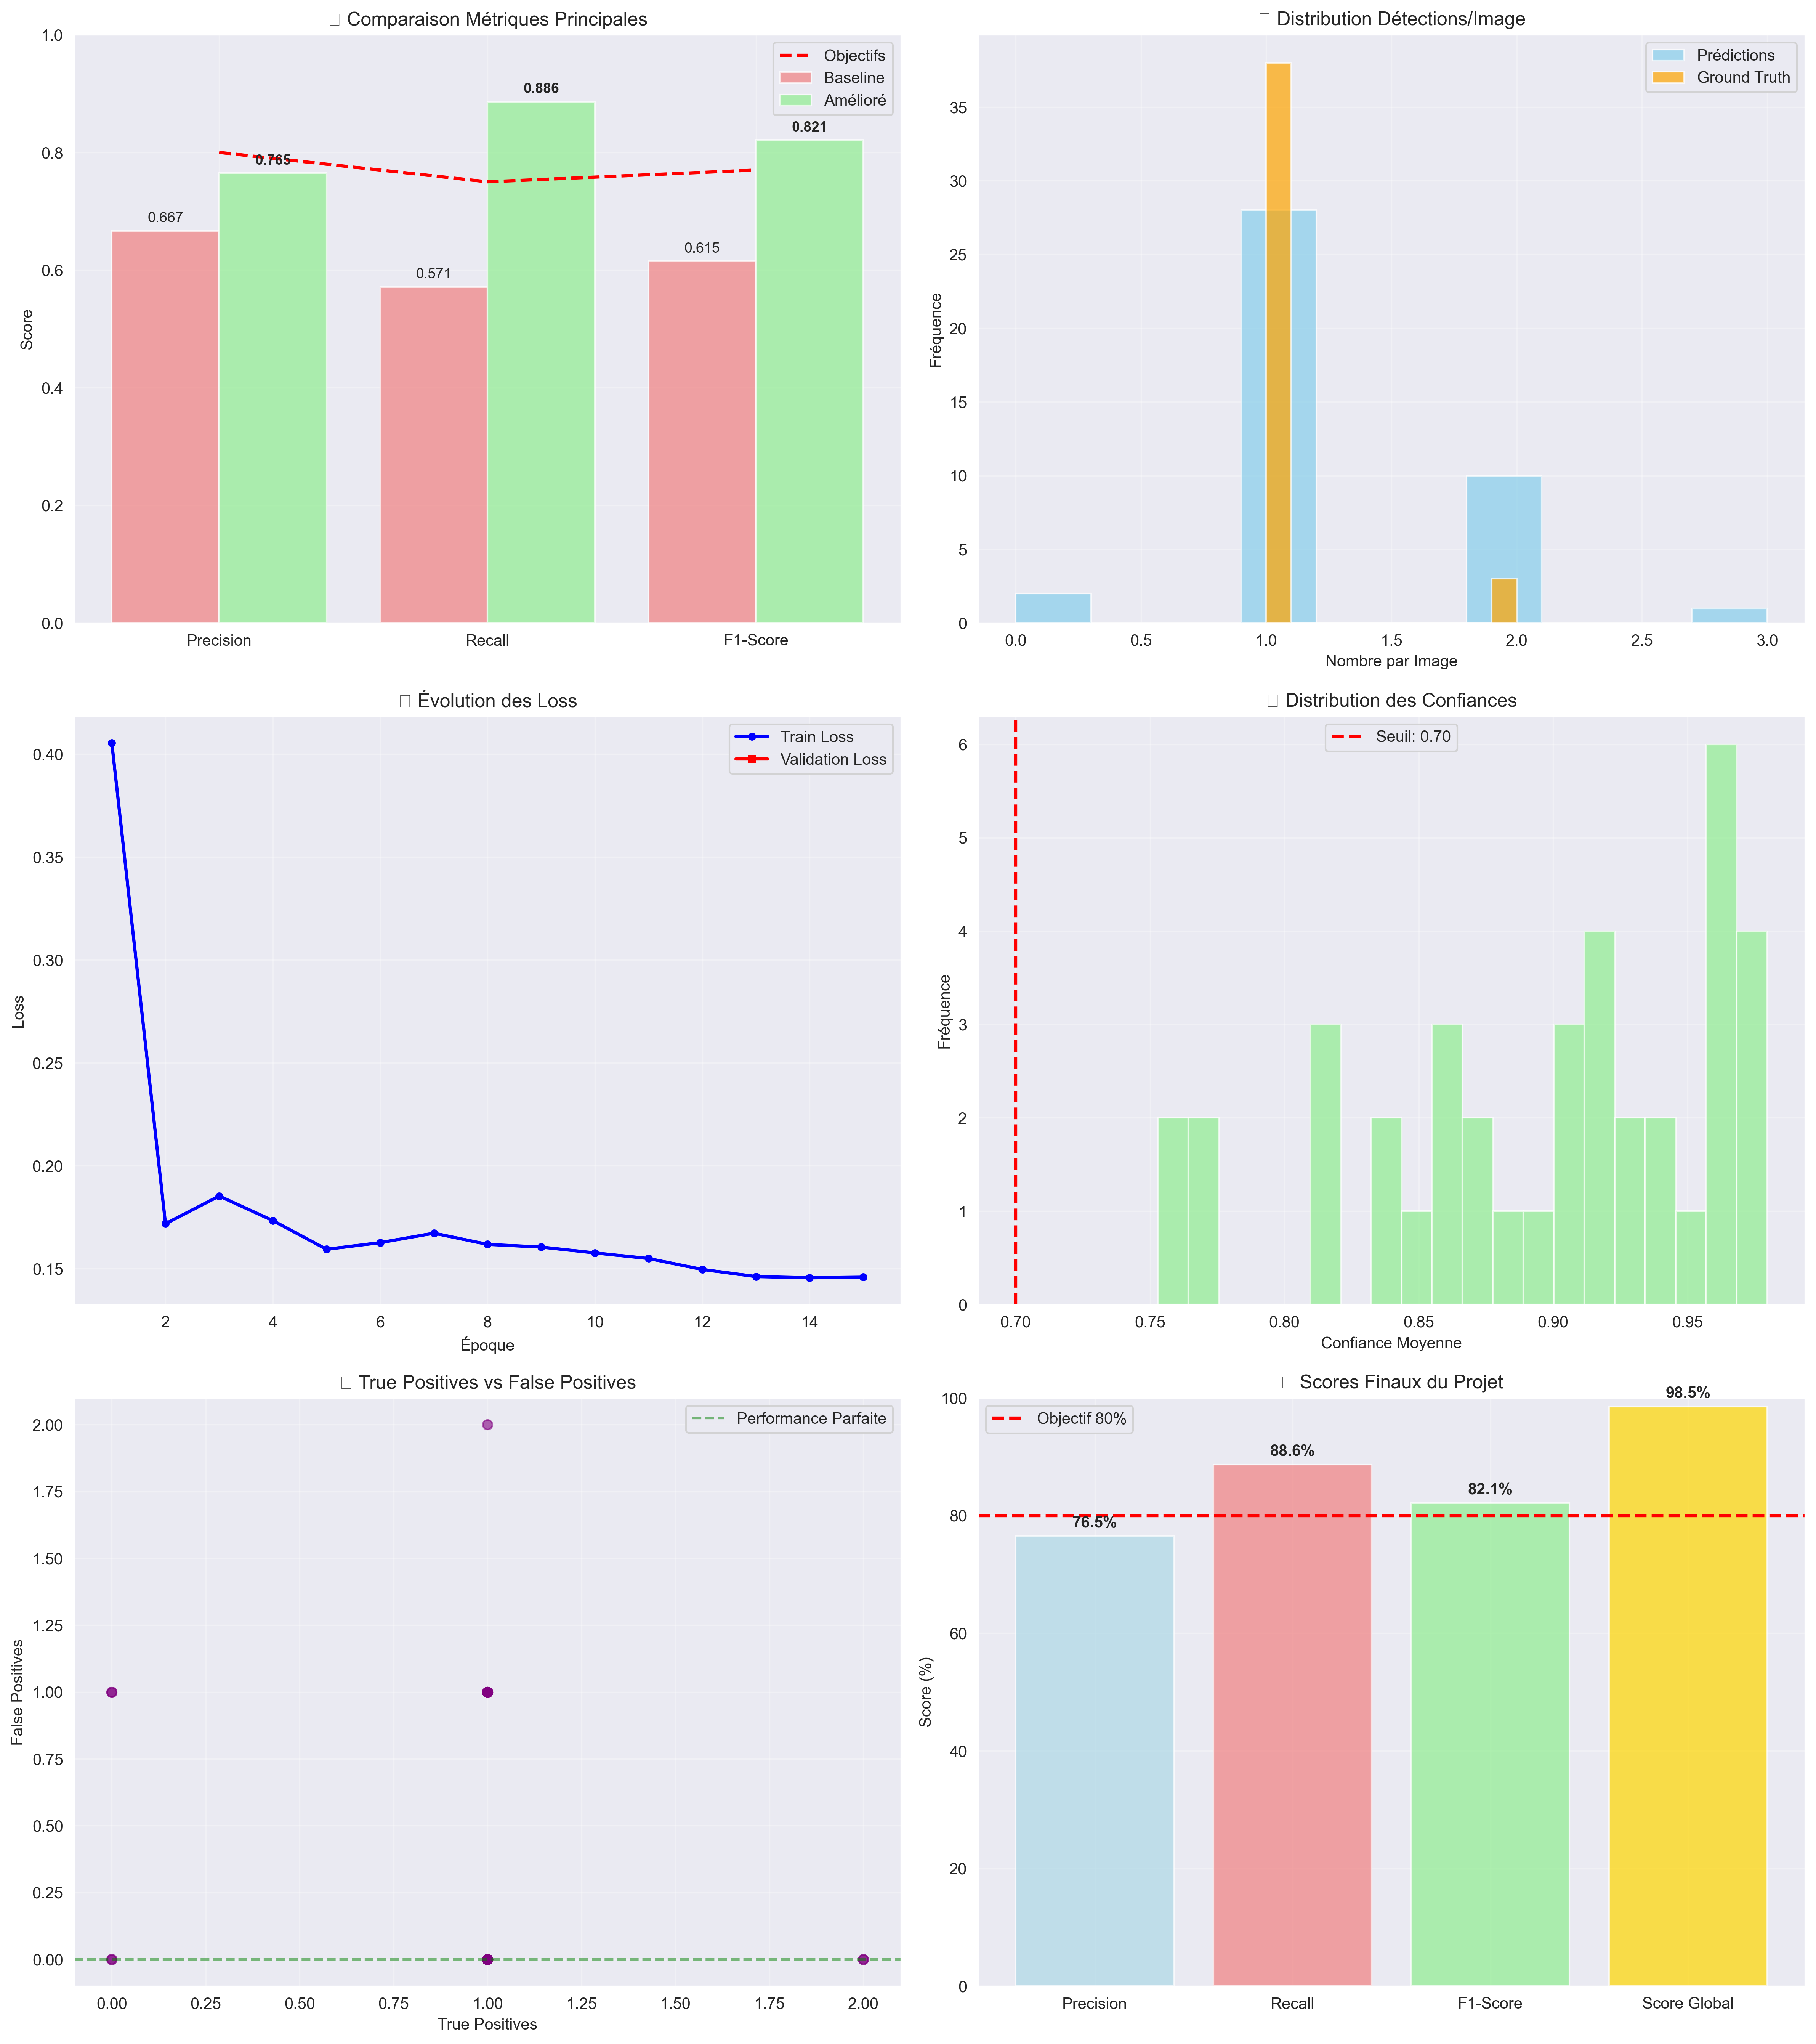 Comparaison Métriques Principales
1.0
0.8
0.6
0.4
0.2
0.0
Score
Objectifs
Baseline
Amélioré
0.667
0.765
0.571
0.886
0.615
0.821
Precision Recall F1-Score
Distribution Détections/Image
35
30
25
20
15
10
5
0
Fréquence
Prédictions
Ground Truth
0.0 0.5 1.0 1.5 2.0 2.5 3.0
Nombre par Image
Évolution des Loss
0.40
0.35
0.30
0.25
0.20
0.15
Loss
Train Loss
Validation Loss
2 4 6 8 10 12 14
Époque
Distribution des Confiances
6
5
4
3
2
1
0
Fréquence
Seuil: 0.70
0.70 0.75 0.80 0.85 0.90 0.95
Confiance Moyenne
True Positives vs False Positives
2.00
1.75
1.50
1.25
1.00
0.75
0.50
0.25
0.00
False Positives
Performance Parfaite
0.00 0.25 0.50 0.75 1.00 1.25 1.50 1.75 2.00
True Positives
Scores Finaux du Projet
100
80
60
40
20
0
Score (%)
Objectif 80%
76.5%
88.6%
82.1%
98.5%
Precision Recall F1-Score Score Global